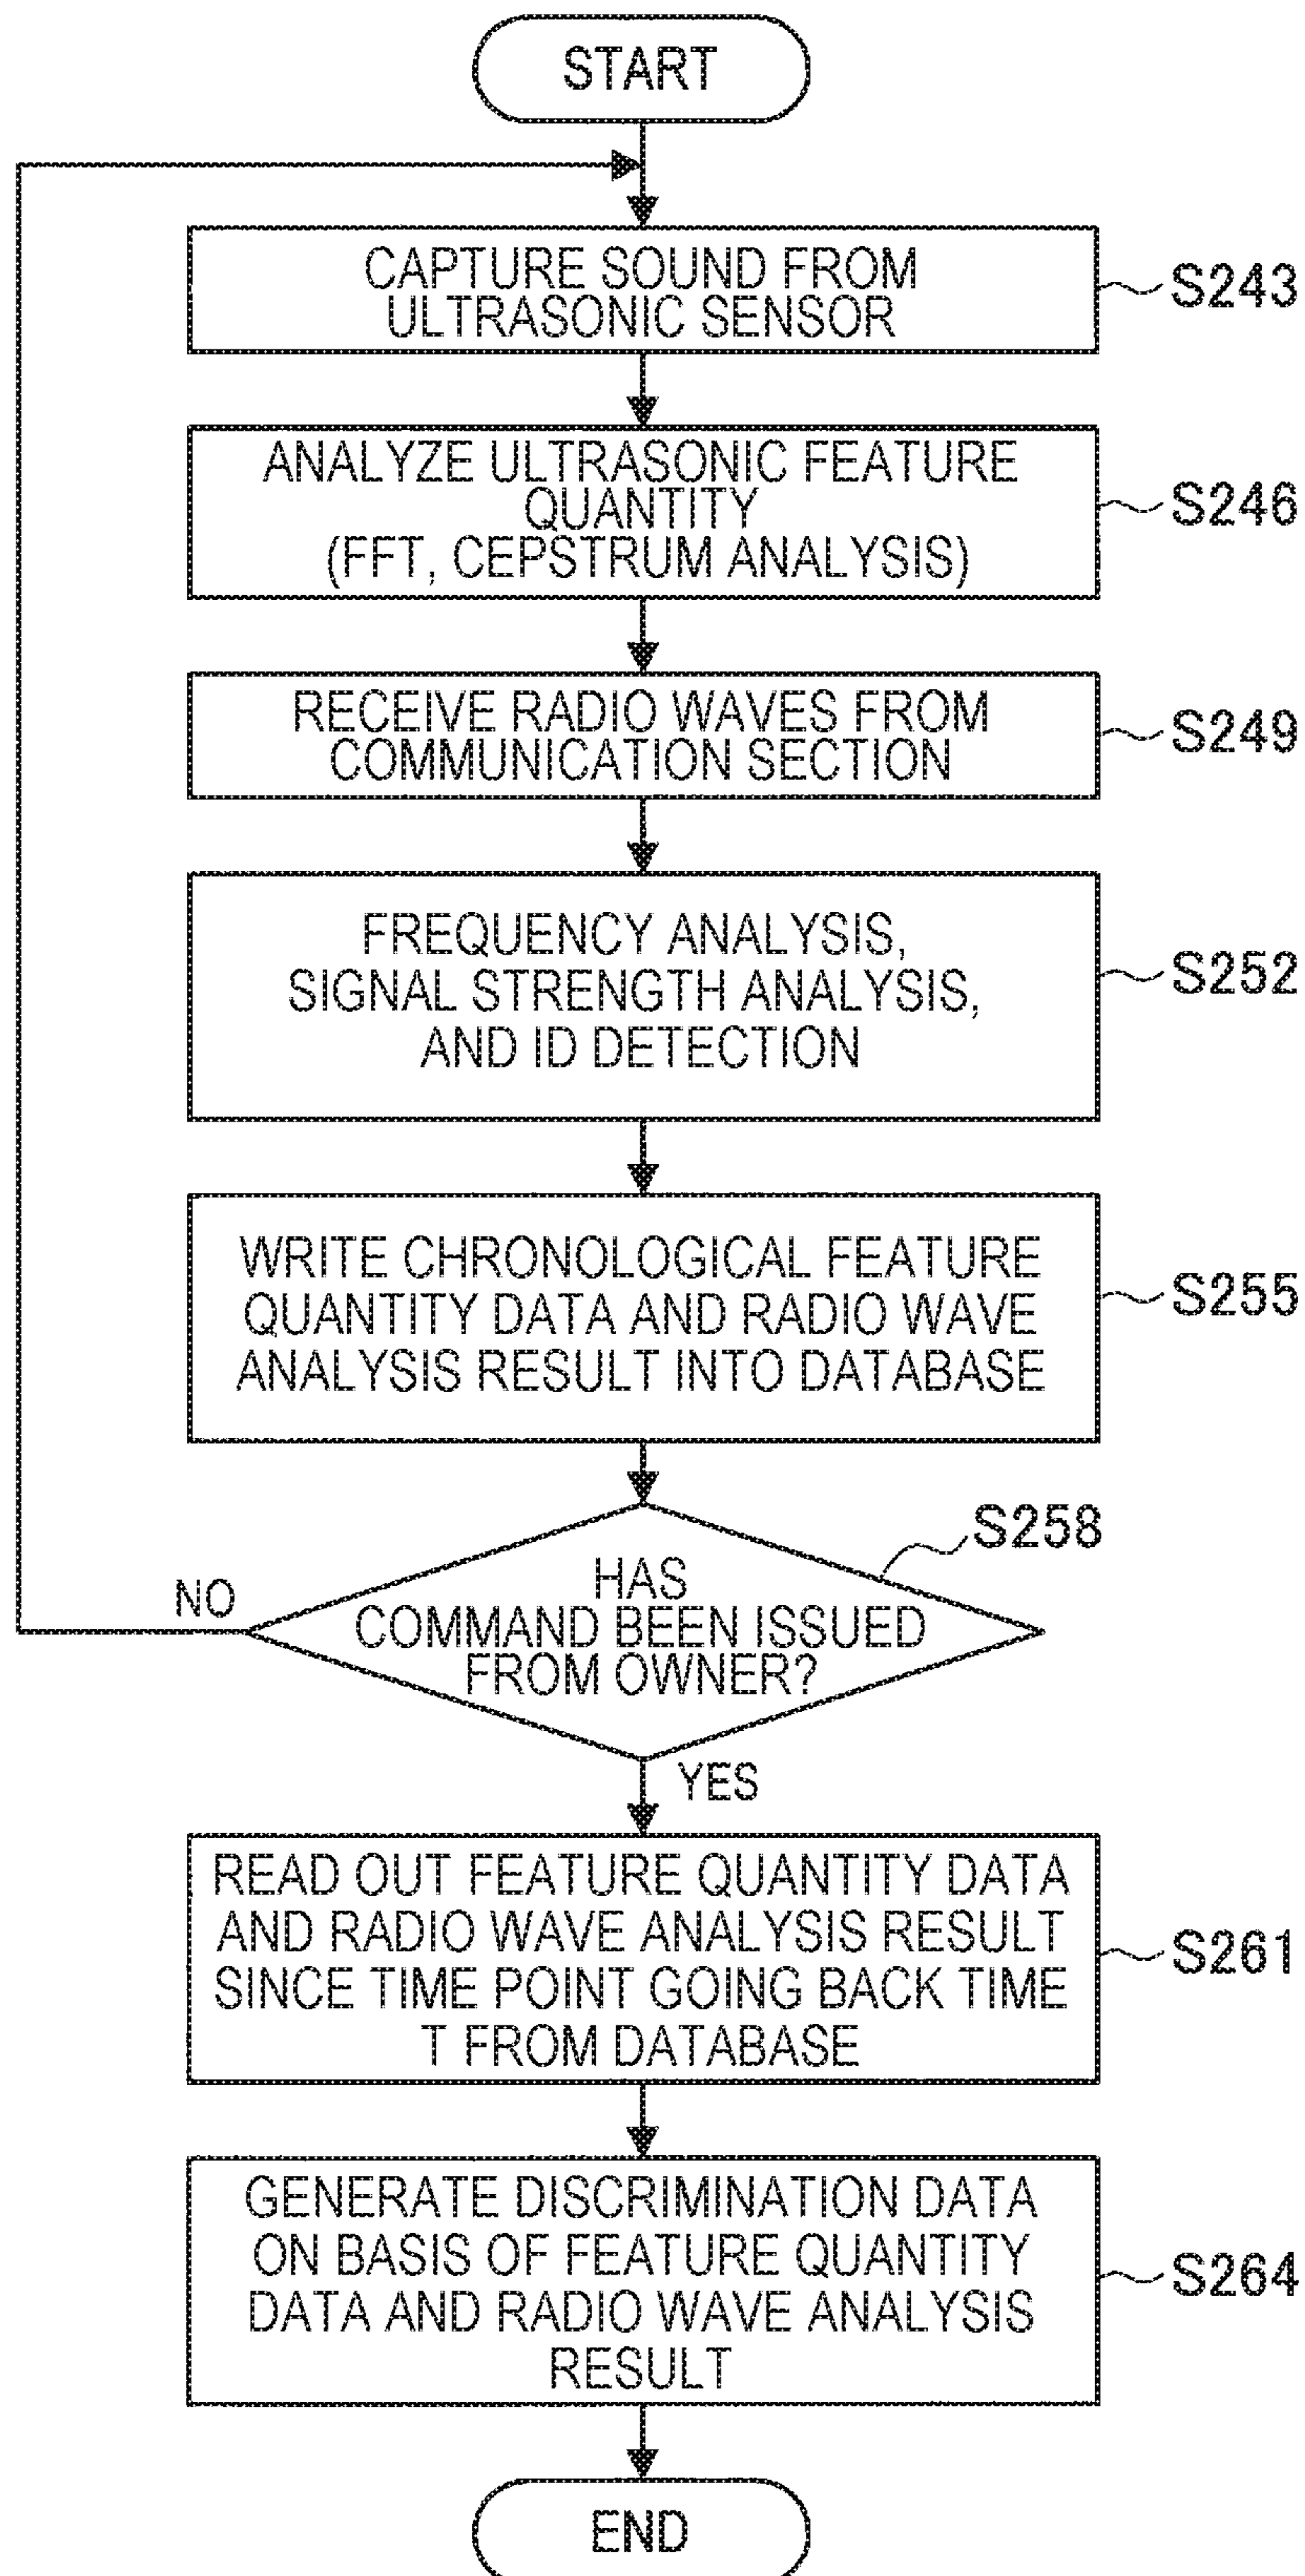 START
CAPTURE SOUND FROM
ULTRASONIC SENSOR
S243
ANALYZE ULTRASONIC FEATURE
QUANTITY
(FFT, CEPSTRUM ANALYSIS)
S246
RECEIVE RADIO WAVES FROM
COMMUNICATION SECTION
S249
FREQUENCY ANALYSIS,
SIGNAL STRENGTH ANALYSIS,
AND ID DETECTION
S252
WRITE CHRONOLOGICAL FEATURE
QUANTITY DATA AND RADIO WAVE
ANALYSIS RESULT INTO DATABASE
S255
S258
HAS
COMMAND BEEN ISSUED
FROM OWNER?
NO
YES
READ OUT FEATURE QUANTITY DATA
AND RADIO WAVE ANALYSIS RESULT
SINCE TIME POINT GOING BACK TIME
T FROM DATABASE
S261
GENERATE DISCRIMINATION DATA
ON BASIS OF FEATURE QUANTITY
DATA AND RADIO WAVE ANALYSIS
RESULT
S264
END